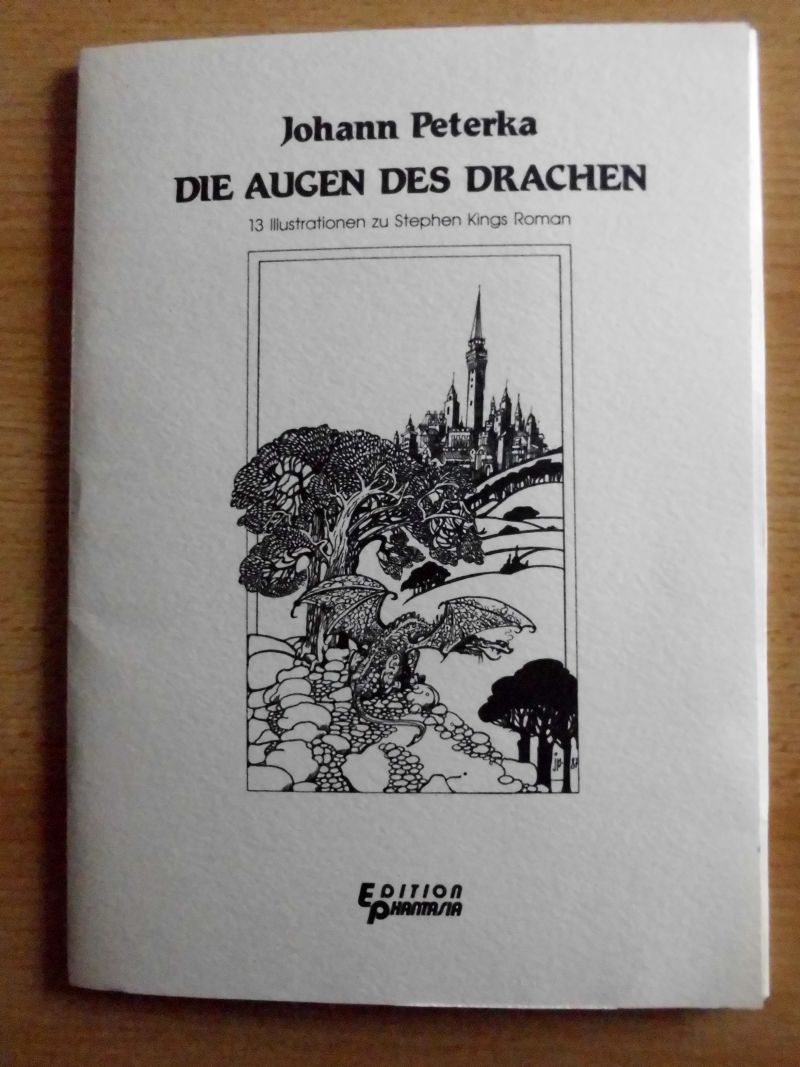 Johann Peterka
DIE AUGEN DES DRACHEN
13 Illustrationen zu Stephen Kings Roman
EDITION
PHANTASIA